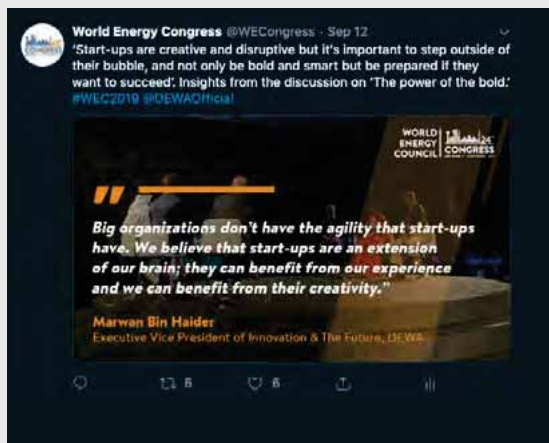 World Energy Congress @WECongress · Sep 12
'Start-ups are creative and disruptive but it's important to step outside of
their bubble, and not only be bold and smart but be prepared if they
want to succeed'. Insights from the discussion on 'The power of the bold.'
#WEC2019 @DEWAOfficial
WORLD
ENERGY
COUNCIL
24th
CONGRESS
Big organizations don't have the agility that start-ups
have. We believe that start-ups are an extension
of our brain; they can benefit from our experience
and we can benefit from their creativity."
Marwan Bin Haider
Executive Vice President of Innovation & The Future, DEWA
6 6